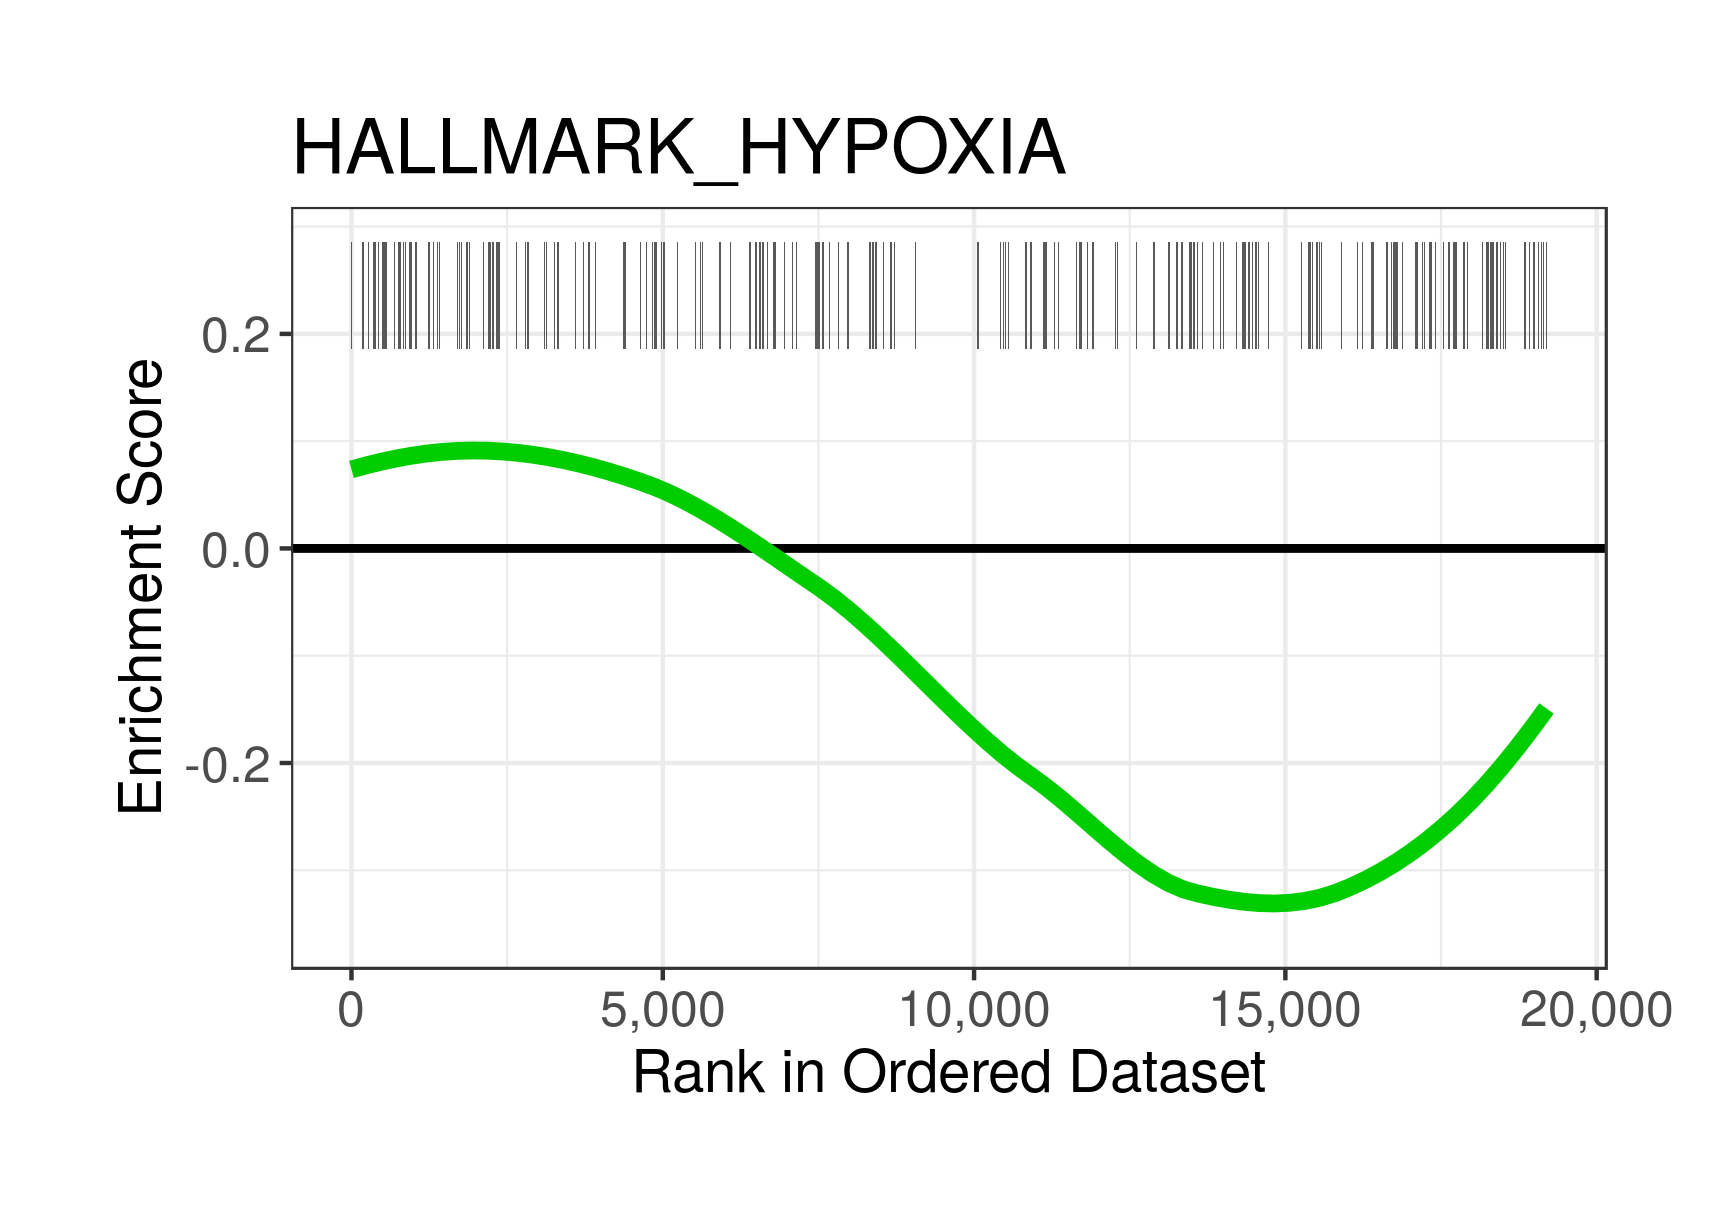 HALLMARK_HYPOXIA
Enrichment Score
0.2
0.0
-0.2
0
5,000
10,000
15,000
20,000
Rank in Ordered Dataset